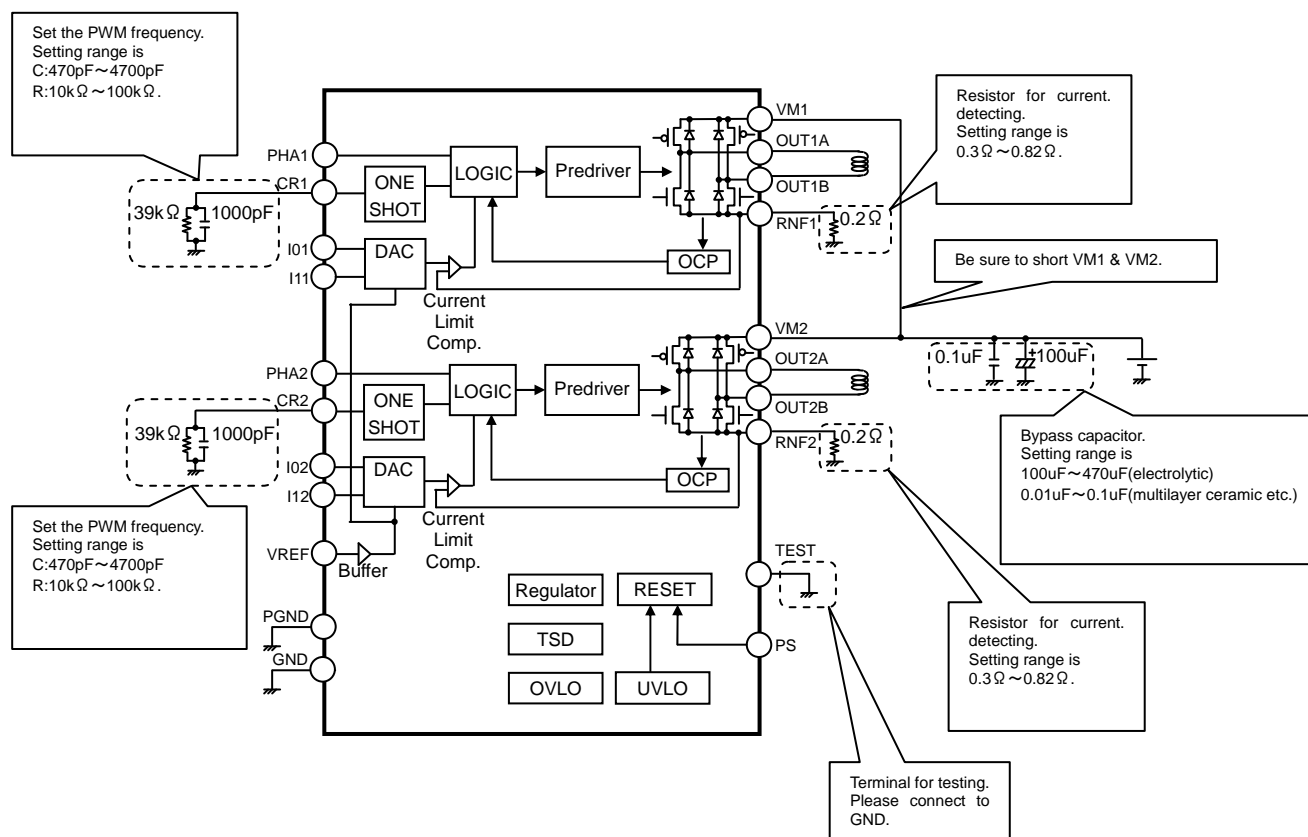 Set the PWM frequency.
Setting range is
C:470pF～4700pF
R:10kΩ～100kΩ.
39kΩ
1000pF
PHA1
CR1
I01
I11
ONE
SHOT
LOGIC
Predriver
DAC
Current
Limit
Comp.
OCP
VM1
OUT1A
OUT1B
RNF1
0.2Ω
Resistor for current.
detecting.
Setting range is
0.3Ω～0.82Ω.
Be sure to short VM1 & VM2.
PHA2
CR2
39kΩ
1000pF
I02
I12
ONE
SHOT
LOGIC
Predriver
DAC
Current
Limit
Comp.
OCP
VM2
OUT2A
OUT2B
RNF2
0.2Ω
0.1uF
+
100uF
Bypass capacitor.
Setting range is
100uF～470uF(electrolytic)
0.01uF～0.1uF(multilayer ceramic etc.)
Set the PWM frequency.
Setting range is
C:470pF～4700pF
R:10kΩ～100kΩ.
VREF
Buffer
PGND
GND
Regulator
RESET
TSD
OVLO
UVLO
TEST
PS
Resistor for current.
detecting.
Setting range is
0.3Ω～0.82Ω.
Terminal for testing.
Please connect to
GND.